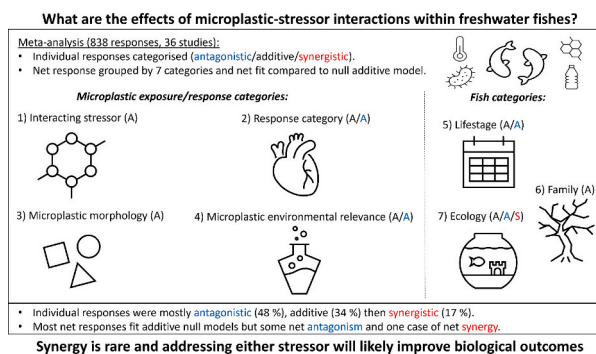 What are the effects of microplastic-stressor interactions within freshwater fishes?
Meta-analysis (838 responses, 36 studies):
• Individual responses categorised (antagonistic/additive/synergistic).
• Net response grouped by 7 categories and net fit compared to null additive model.
Microplastic exposure/response categories:
1) Interacting stressor (A)
2) Response category (A/A)
3) Microplastic morphology (A)
4) Microplastic environmental relevance (A/A)
Fish categories:
5) Lifestage (A/A)
6) Family (A)
7) Ecology (A/A/S)
• Individual responses were mostly antagonistic (48 %), additive (34 %) then synergistic (17 %).
• Most net responses fit additive null models but some net antagonism and one case of net synergy.
Synergy is rare and addressing either stressor will likely improve biological outcomes